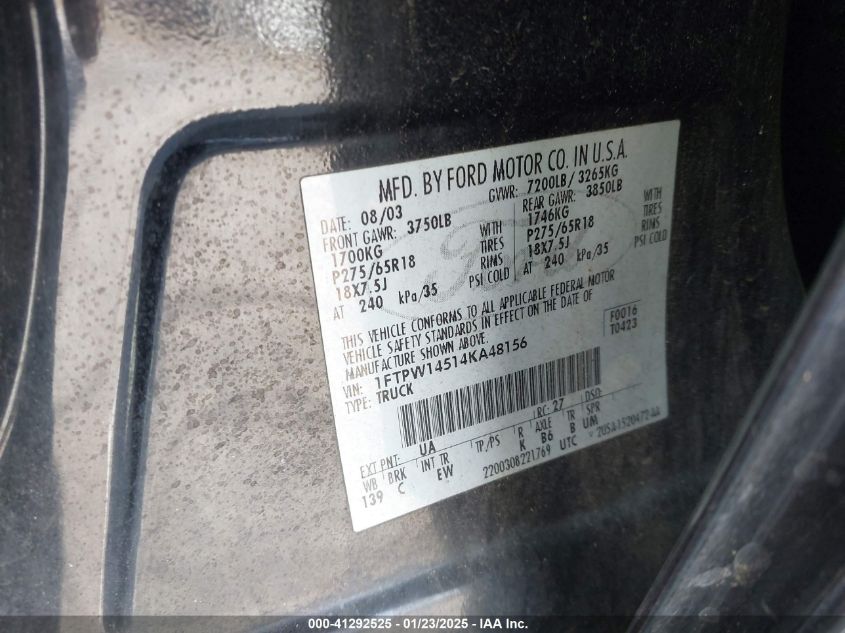 MFD. BY FORD MOTOR CO. IN U.S.A.
DATE: 08/03 GVWR: 7200LB/3265KG
FRONT GAWR: 3750LB REAR GAWR: 3850LB
1700KG WITH 1746KG WITH
P275/65R18 TIRES P275/65R18 TIRES
18X7.5J RIMS 18X7.5J RIMS
AT 240 kPa/35 PSI COLD AT 240 kPa/35 PSI COLD
Ford
THIS VEHICLE CONFORMS TO ALL APPLICABLE FEDERAL MOTOR
VEHICLE SAFETY STANDARDS IN EFFECT ON THE DATE OF
MANUFACTURE SHOWN ABOVE.
VIN: 1FTPW14514KA48156 F0016
TYPE: TRUCK T0423
EXT PNT: UA RC: 27 DSO:
WB BRK INT TR TP/PS R AXLE TR SPR
139 C EW K B6 B UM
2200308221769 UTC
000-41292525 01/23/2025 IAA Inc.